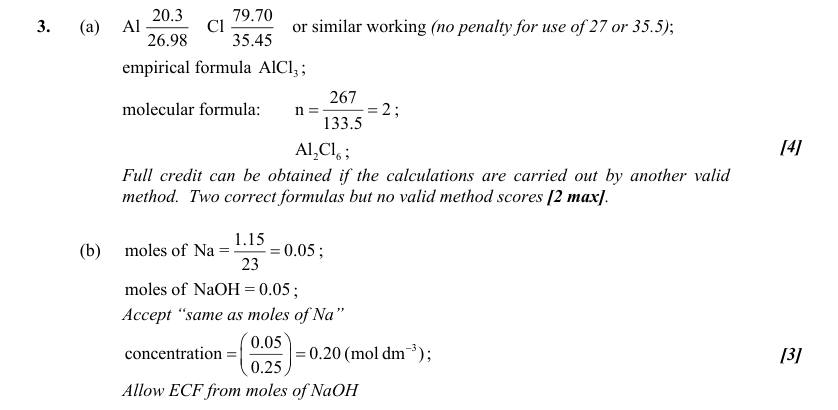 3. (a) Al 20.3/26.98 Cl 79.70/35.45 or similar working (no penalty for use of 27 or 35.5);
empirical formula AlCl₃;
molecular formula: n = 267/133.5 = 2;
Al₂Cl₆; [4]
Full credit can be obtained if the calculations are carried out by another valid
method. Two correct formulas but no valid method scores [2 max].
(b) moles of Na = 1.15/23 = 0.05;
moles of NaOH = 0.05;
Accept “same as moles of Na”
concentration = (0.05/0.25) = 0.20 (mol dm⁻³); [3]
Allow ECF from moles of NaOH